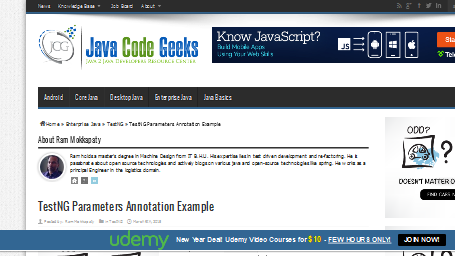 News Knowledge Base Job Board About
JCG Java Code Geeks
JAVA 2 JAVA DEVELOPERS RESOURCE CENTER
Know JavaScript?
Build Mobile Apps
Using Your Web Skills
JS
Start
Android Core Java Desktop Java Enterprise Java Java Basics
Home » Enterprise Java » TestNG » TestNG Parameters Annotation Example
About Ram Mokkapaty
Ram holds a master's degree in Machine Design from IT B.H.U. His expertise lies in test driven development and re-factoring. He is
passionate about open source technologies and actively blogs on various java and open-source technologies like spring. He works as a
principal Engineer in the logistics domain.
TestNG Parameters Annotation Example
Posted by: Ram Mokkapaty in TestNG
ODD?
DOESN'T MATTER
udemy New Year Deal! Udemy Video Courses for $10 - FEW HOURS ONLY! JOIN NOW!